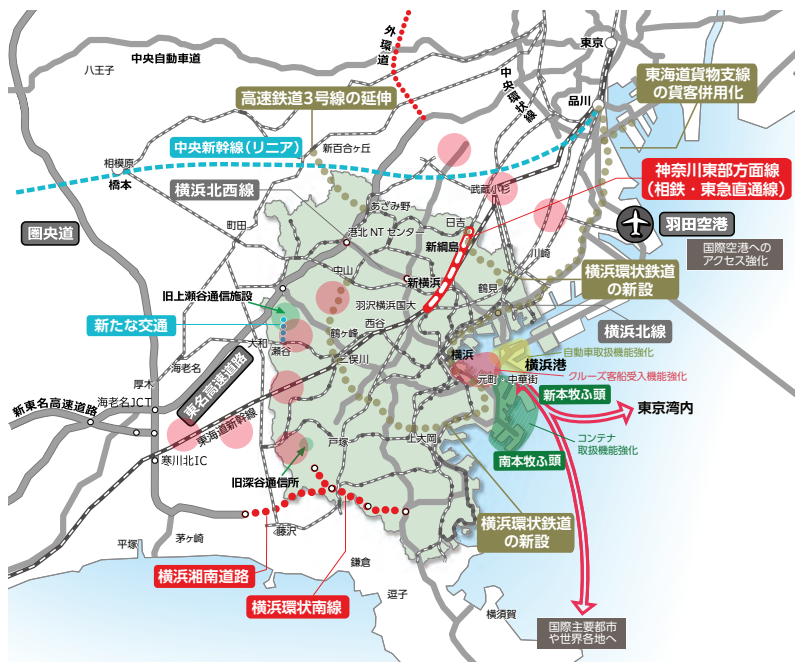 外環道
東京
中央自動車道
八王子
中央環状線
品川
東海道貨物支線
の貨客併用化
高速鉄道3号線の延伸
新百合ヶ丘
中央新幹線(リニア)
相模原
橋本
横浜北西線
武蔵小杉
神奈川東部方面線
(相鉄・東急直通線)
あざみ野
町田
日吉
港北NTセンター
新綱島
川崎
羽田空港
圏央道
国際空港への
アクセス強化
中山
新横浜
横浜環状鉄道
の新設
旧上瀬谷通信施設
羽沢横浜国大
鶴見
新たな交通
鶴ヶ峰
西谷
横浜北線
大和
瀬谷
二俣川
横浜
横浜港
自動車取扱機能強化
海老名
厚木
元町・中華街
クルーズ客船受入機能強化
東名高速道路
新東名高速道路
海老名JCT
新本牧ふ頭
東京湾内
東海道新幹線
戸塚
上大岡
コンテナ
取扱機能強化
寒川北IC
南本牧ふ頭
旧深谷通信所
横浜環状鉄道
の新設
藤沢
茅ヶ崎
平塚
鎌倉
横浜湘南道路
横浜環状南線
逗子
横須賀
国際主要都市
や世界各地へ